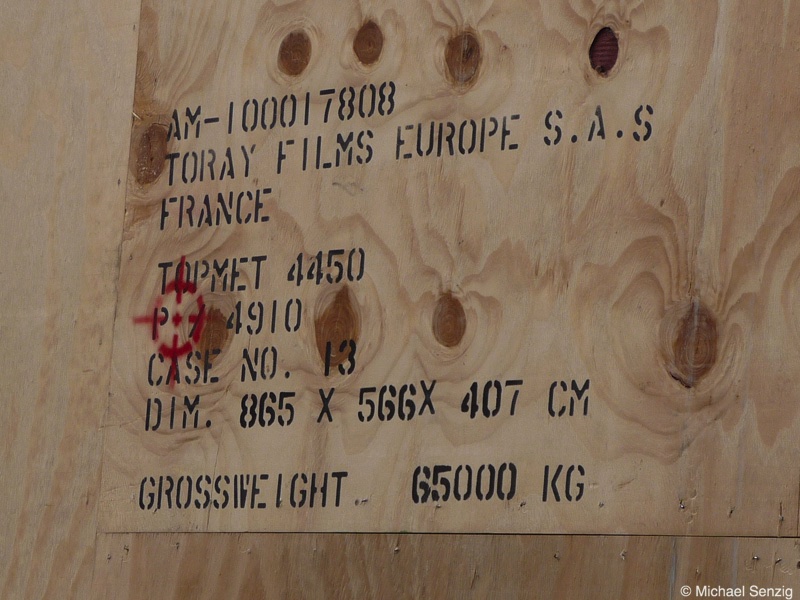 AM-100017808
TORAY FILMS EUROPE S.A.S
FRANCE
TOPMET 4450
P / 4910
CASE NO. 13
DIM. 865 X 566X 407 CM
GROSSWEIGHT. 65000 KG
© Michael Senzig